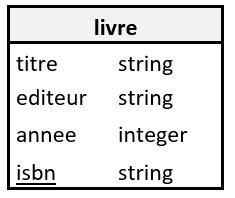 livre
titre string
editeur string
annee integer
isbn string